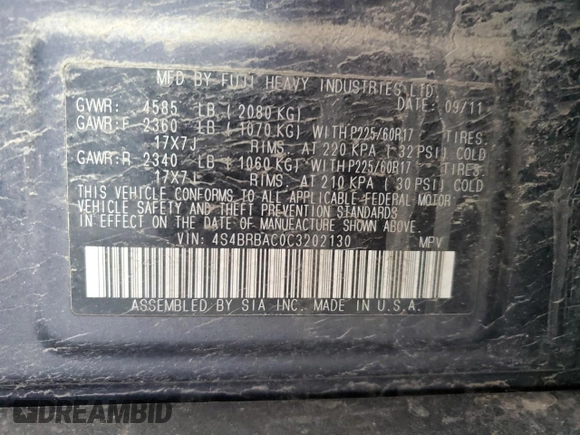 MFD BY FUJI HEAVY INDUSTRIES LTD.
GVWR: 4585 LB (2080 KG) DATE: 09/11
GAWR:F 2360 LB (1070 KG) WITH P225/60R17 TIRES.
17X7J RIMS. AT 220 KPA (32 PSI) COLD
GAWR:R 2340 LB (1060 KG) WITH P225/60R17 TIRES.
17X7J RIMS. AT 210 KPA (30 PSI) COLD
THIS VEHICLE CONFORMS TO ALL APPLICABLE FEDERAL MOTOR
VEHICLE SAFETY AND THEFT PREVENTION STANDARDS
IN EFFECT ON THE DATE OF MANUFACTURE SHOWN ABOVE.
VIN: 4S4BRBAC0C3202130 MPV
ASSEMBLED BY SIA INC. MADE IN U.S.A.
DREAMBID